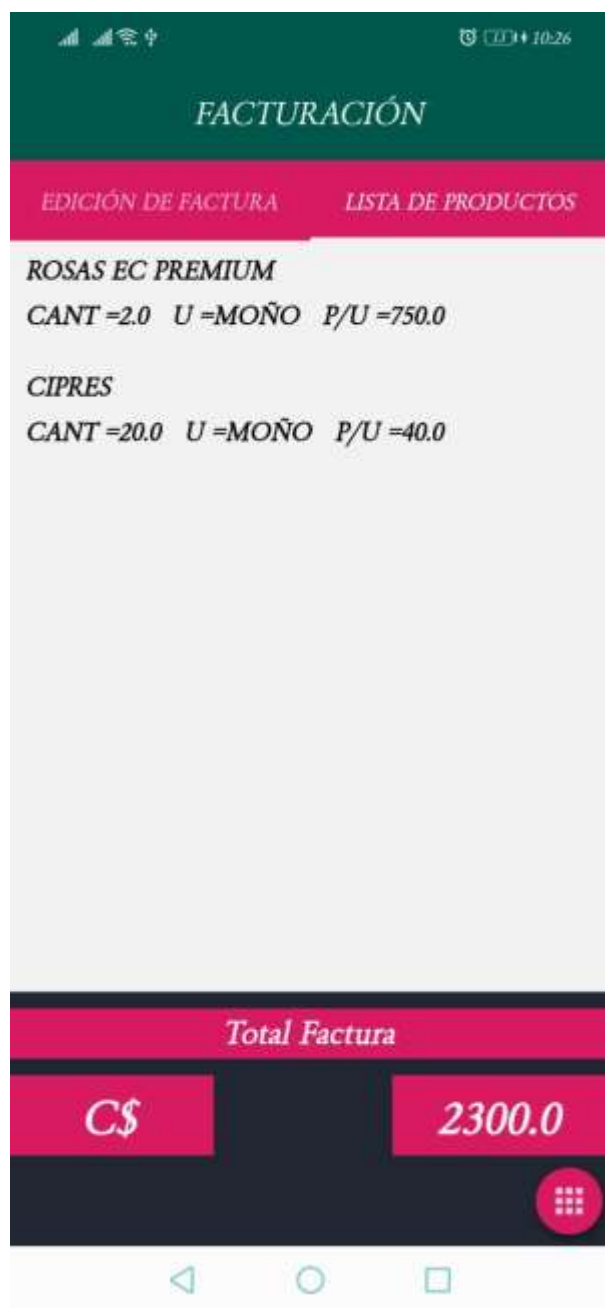 10:26
FACTURACIÓN
EDICIÓN DE FACTURA LISTA DE PRODUCTOS
ROSAS EC PREMIUM
CANT =2.0 U =MOÑO P/U =750.0
CIPRES
CANT =20.0 U =MOÑO P/U =40.0
Total Factura
C$ 2300.0